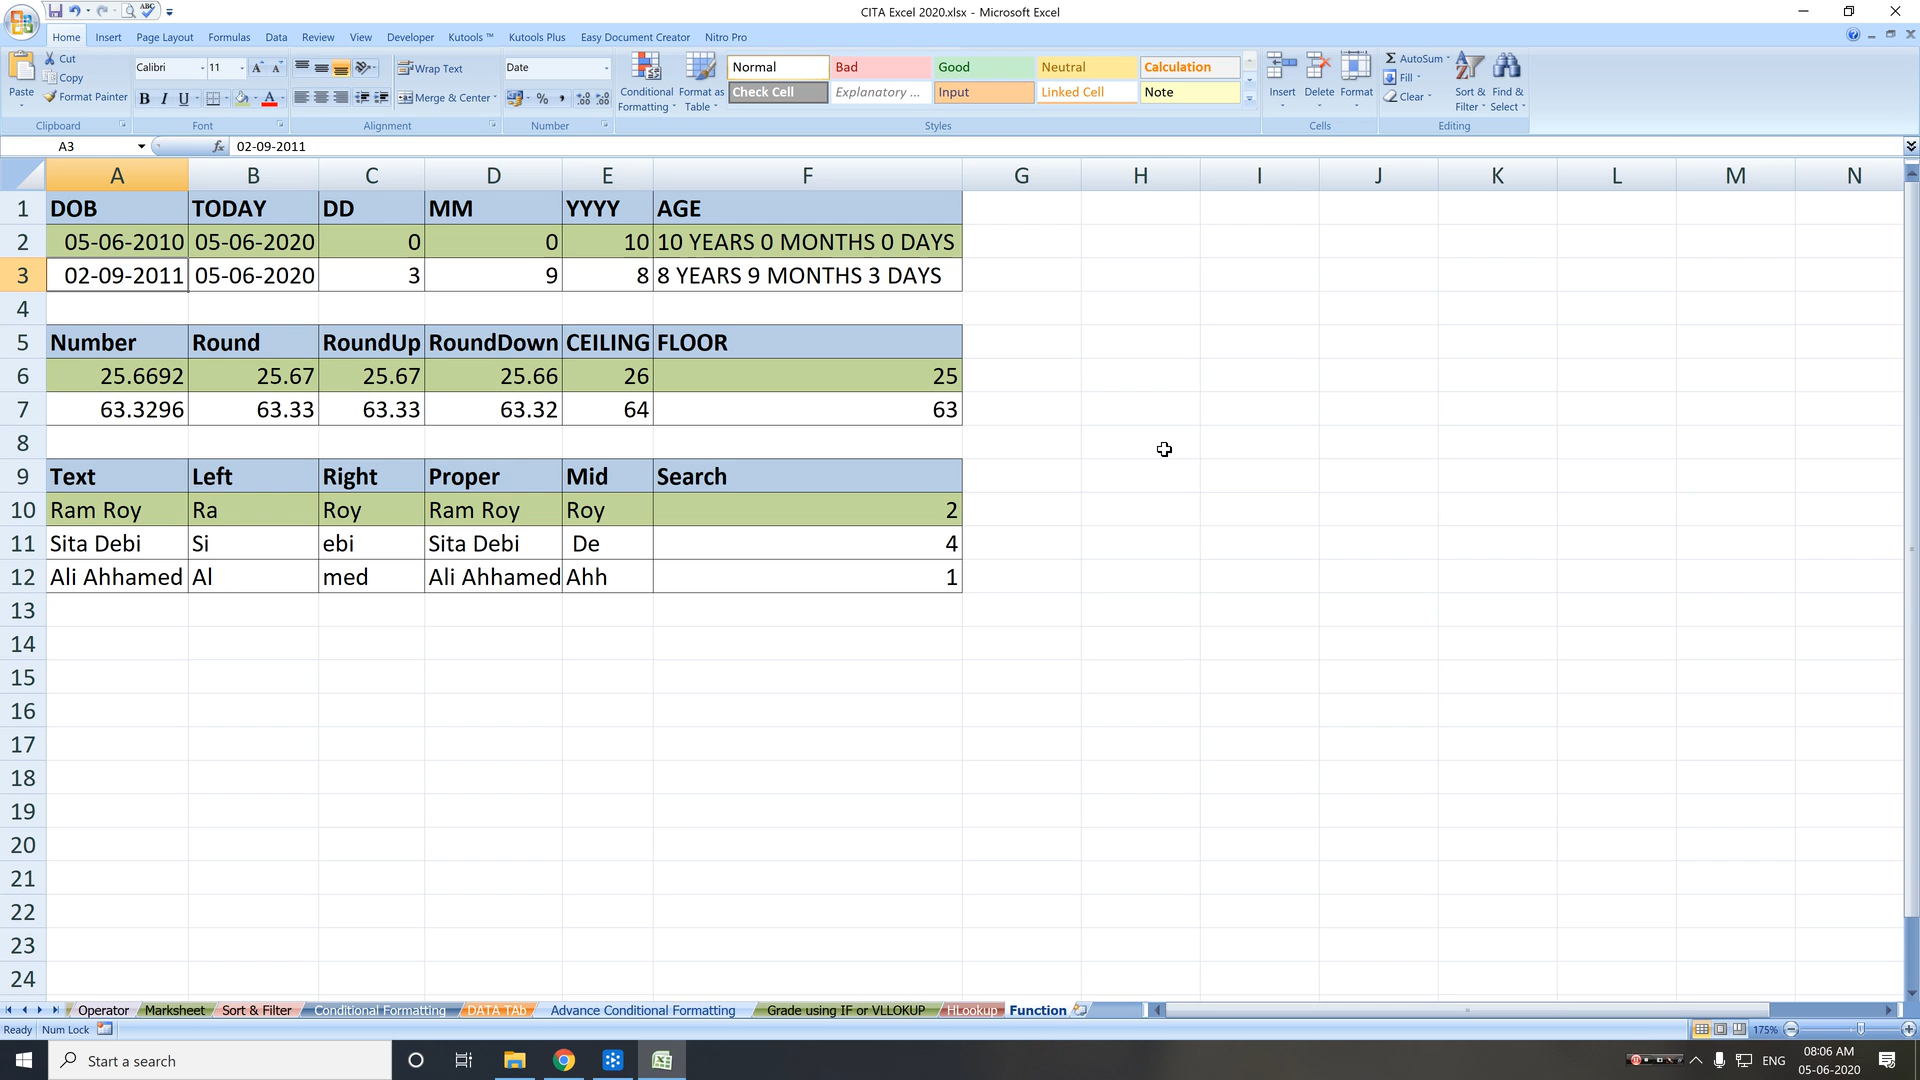 CITA Excel 2020.xlsx - Microsoft Excel
Home Insert Page Layout Formulas Data Review View Developer Kutools ™ Kutools Plus Easy Document Creator Nitro Pro
Paste Cut Copy Format Painter
Calibri 11
B I U A
Wrap Text
Merge & Center
Date
%
Conditional Formatting
Format as Table
Normal Bad Good Neutral Calculation
Check Cell Explanatory ... Input Linked Cell Note
Insert Delete Format
Σ AutoSum
Fill
Clear
Sort & Filter
Find & Select
Clipboard Font Alignment Number Styles Cells Editing
A3 fx 02-09-2011
A B C D E F G H I J K L M N
1 DOB TODAY DD MM YYYY AGE
2 05-06-2010 05-06-2020 0 0 10 10 YEARS 0 MONTHS 0 DAYS
3 02-09-2011 05-06-2020 3 9 8 8 YEARS 9 MONTHS 3 DAYS
4
5 Number Round RoundUp RoundDown CEILING FLOOR
6 25.6692 25.67 25.67 25.66 26 25
7 63.3296 63.33 63.33 63.32 64 63
8
9 Text Left Right Proper Mid Search
10 Ram Roy Ra Roy Ram Roy Roy 2
11 Sita Debi Si ebi Sita Debi De 4
12 Ali Ahhamed Al med Ali Ahhamed Ahh 1
13
14
15
16
17
18
19
20
21
22
23
24
Operator Marksheet Sort & Filter Conditional Formatting DATA TAb Advance Conditional Formatting Grade using IF or VLLOKUP HLookup Function
Ready Num Lock 175%
Start a search ENG 08:06 AM
05-06-2020